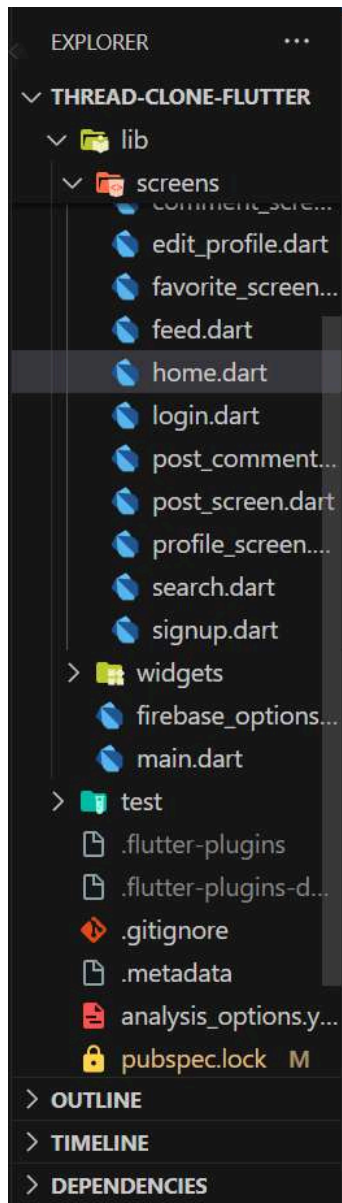 EXPLORER ...
THREAD-CLONE-FLUTTER
lib
screens
comment_scre...
edit_profile.dart
favorite_screen...
feed.dart
home.dart
login.dart
post_comment...
post_screen.dart
profile_screen....
search.dart
signup.dart
widgets
firebase_options...
main.dart
test
.flutter-plugins
.flutter-plugins-d...
.gitignore
.metadata
analysis_options.y...
pubspec.lock M
OUTLINE
TIMELINE
DEPENDENCIES